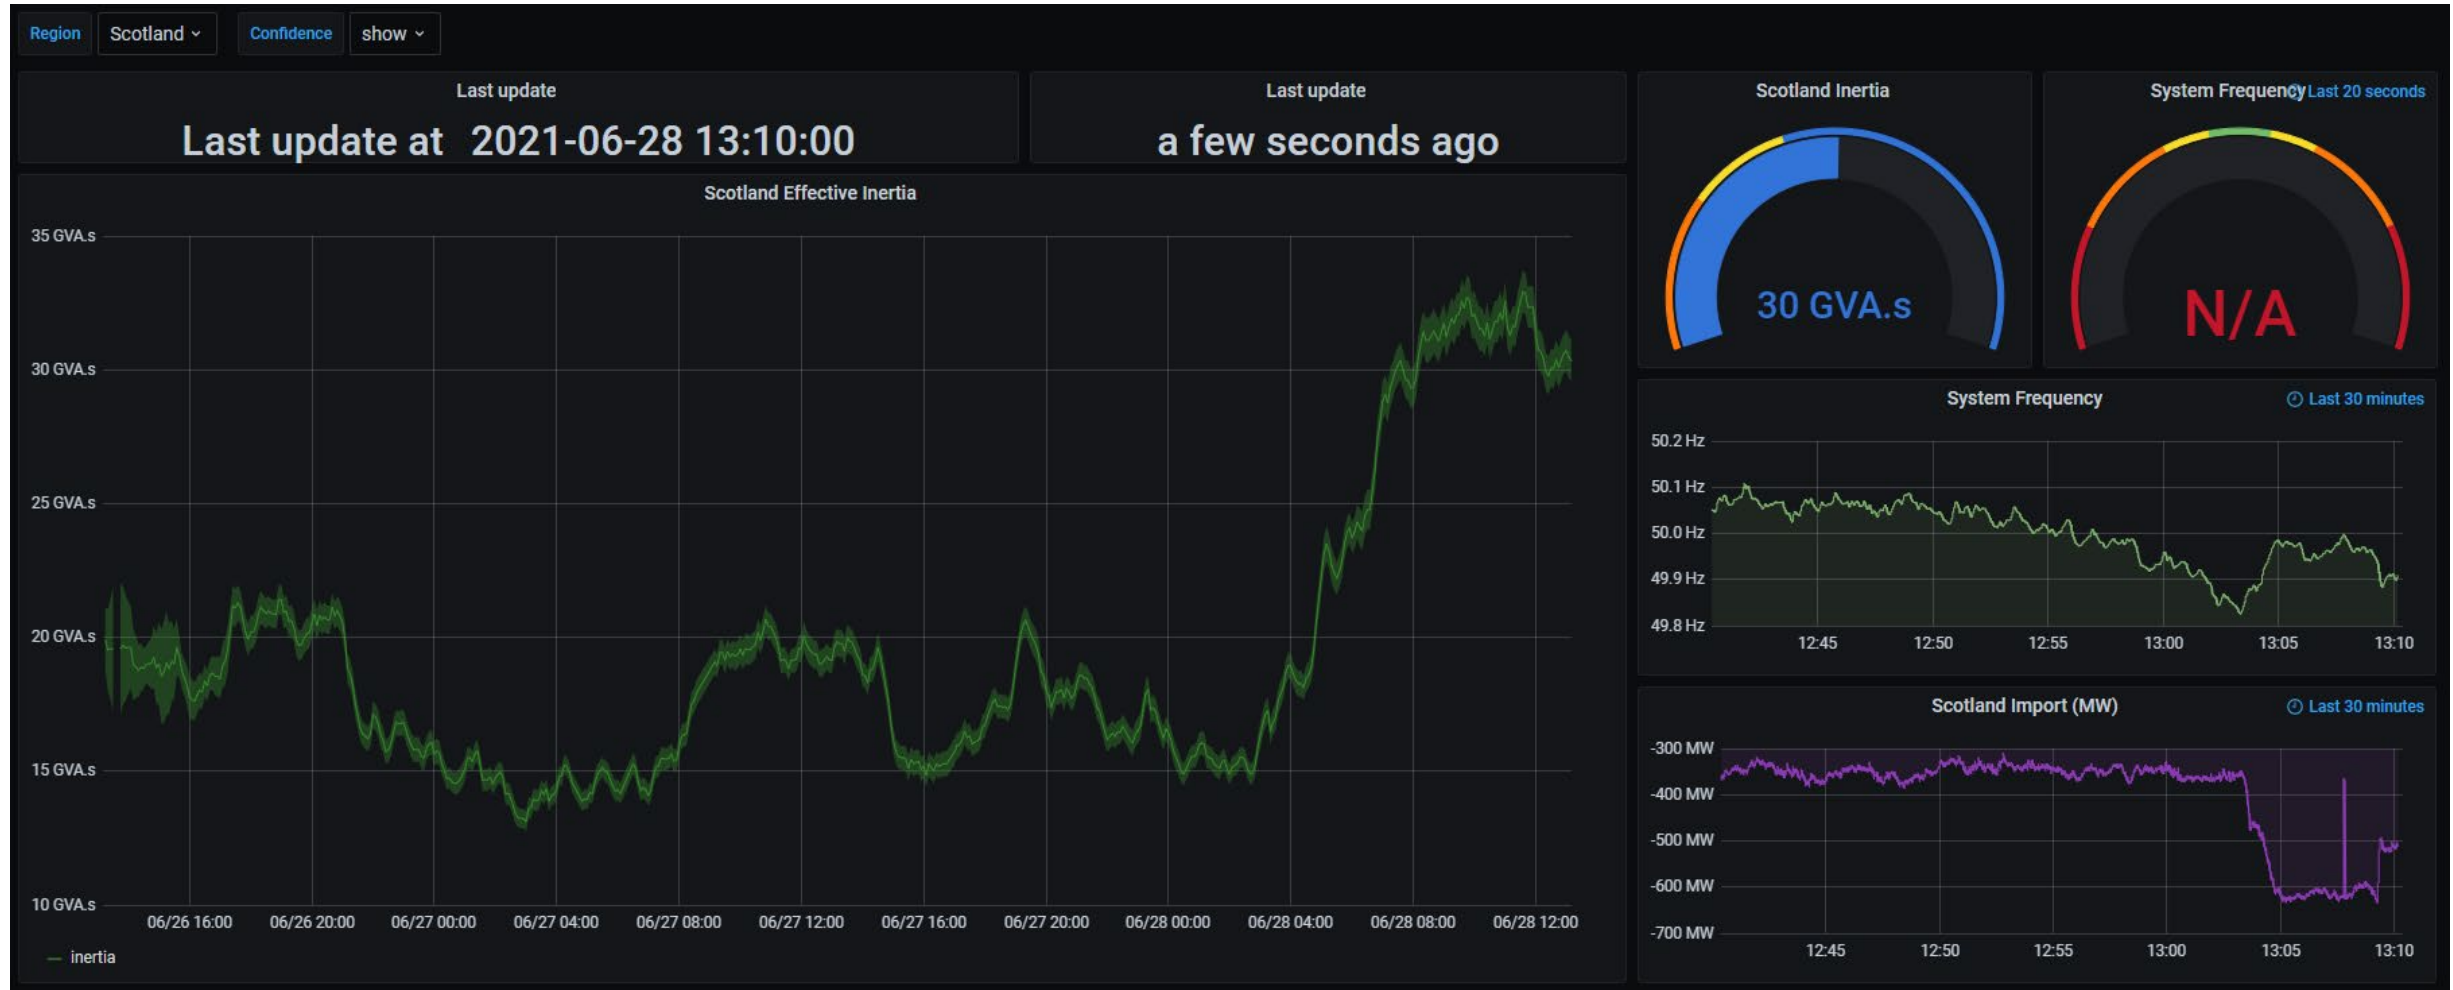 Region Scotland Confidence show
Last update
Last update at 2021-06-28 13:10:00
Last update
a few seconds ago
Scotland Effective Inertia
35 GVA.s
30 GVA.s
25 GVA.s
20 GVA.s
15 GVA.s
10 GVA.s
06/26 16:00 06/26 20:00 06/27 00:00 06/27 04:00 06/27 08:00 06/27 12:00 06/27 16:00 06/27 20:00 06/28 00:00 06/28 04:00 06/28 08:00 06/28 12:00
inertia
Scotland Inertia
30 GVA.s
System Frequency Last 20 seconds
N/A
System Frequency Last 30 minutes
50.2 Hz
50.1 Hz
50.0 Hz
49.9 Hz
49.8 Hz
12:45 12:50 12:55 13:00 13:05 13:10
Scotland Import (MW) Last 30 minutes
-300 MW
-400 MW
-500 MW
-600 MW
-700 MW
12:45 12:50 12:55 13:00 13:05 13:10